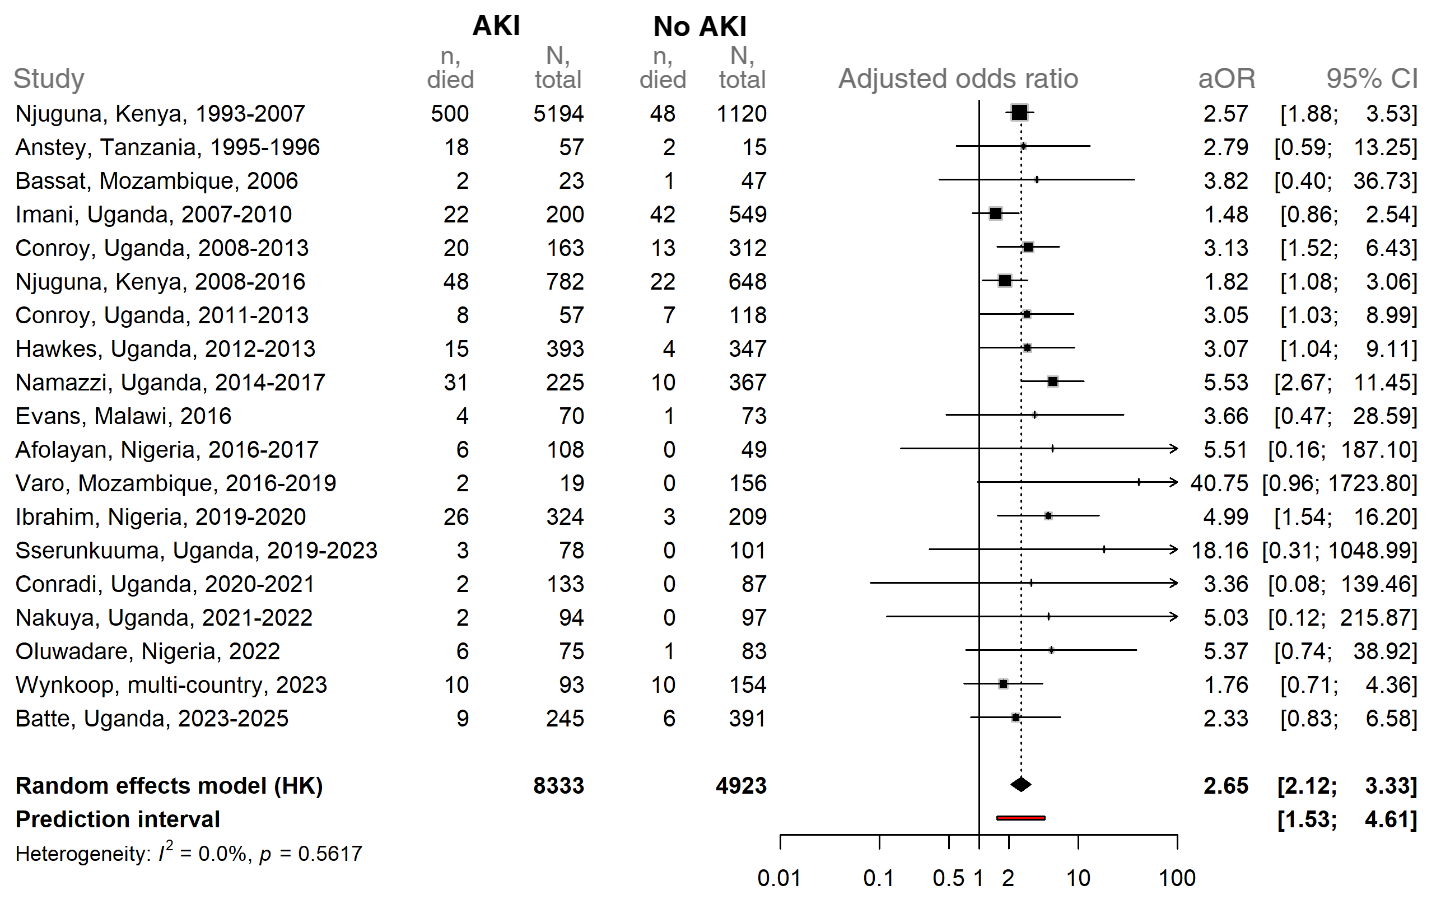 AKI No AKI
n, N, n, N,
Study died total died total Adjusted odds ratio aOR 95% CI
Njuguna, Kenya, 1993-2007 500 5194 48 1120 2.57 [1.88; 3.53]
Anstey, Tanzania, 1995-1996 18 57 2 15 2.79 [0.59; 13.25]
Bassat, Mozambique, 2006 2 23 1 47 3.82 [0.40; 36.73]
Imani, Uganda, 2007-2010 22 200 42 549 1.48 [0.86; 2.54]
Conroy, Uganda, 2008-2013 20 163 13 312 3.13 [1.52; 6.43]
Njuguna, Kenya, 2008-2016 48 782 22 648 1.82 [1.08; 3.06]
Conroy, Uganda, 2011-2013 8 57 7 118 3.05 [1.03; 8.99]
Hawkes, Uganda, 2012-2013 15 393 4 347 3.07 [1.04; 9.11]
Namazzi, Uganda, 2014-2017 31 225 10 367 5.53 [2.67; 11.45]
Evans, Malawi, 2016 4 70 1 73 3.66 [0.47; 28.59]
Afolayan, Nigeria, 2016-2017 6 108 0 49 5.51 [0.16; 187.10]
Varo, Mozambique, 2016-2019 2 19 0 156 40.75 [0.96; 1723.80]
Ibrahim, Nigeria, 2019-2020 26 324 3 209 4.99 [1.54; 16.20]
Sserunkuuma, Uganda, 2019-2023 3 78 0 101 18.16 [0.31; 1048.99]
Conradi, Uganda, 2020-2021 2 133 0 87 3.36 [0.08; 139.46]
Nakuya, Uganda, 2021-2022 2 94 0 97 5.03 [0.12; 215.87]
Oluwadare, Nigeria, 2022 6 75 1 83 5.37 [0.74; 38.92]
Wynkoop, multi-country, 2023 10 93 10 154 1.76 [0.71; 4.36]
Batte, Uganda, 2023-2025 9 245 6 391 2.33 [0.83; 6.58]
Random effects model (HK) 8333 4923 2.65 [2.12; 3.33]
Prediction interval [1.53; 4.61]
Heterogeneity: I² = 0.0%, p = 0.5617
0.01 0.1 0.5 1 2 10 100